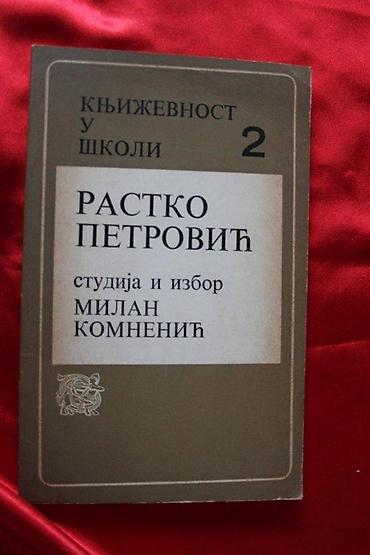 КЊИЖЕВНОСТ
У
ШКОЛИ
2
РАСТКО
ПЕТРОВИЋ
студија и избор
МИЛАН
КОМНЕНИЋ